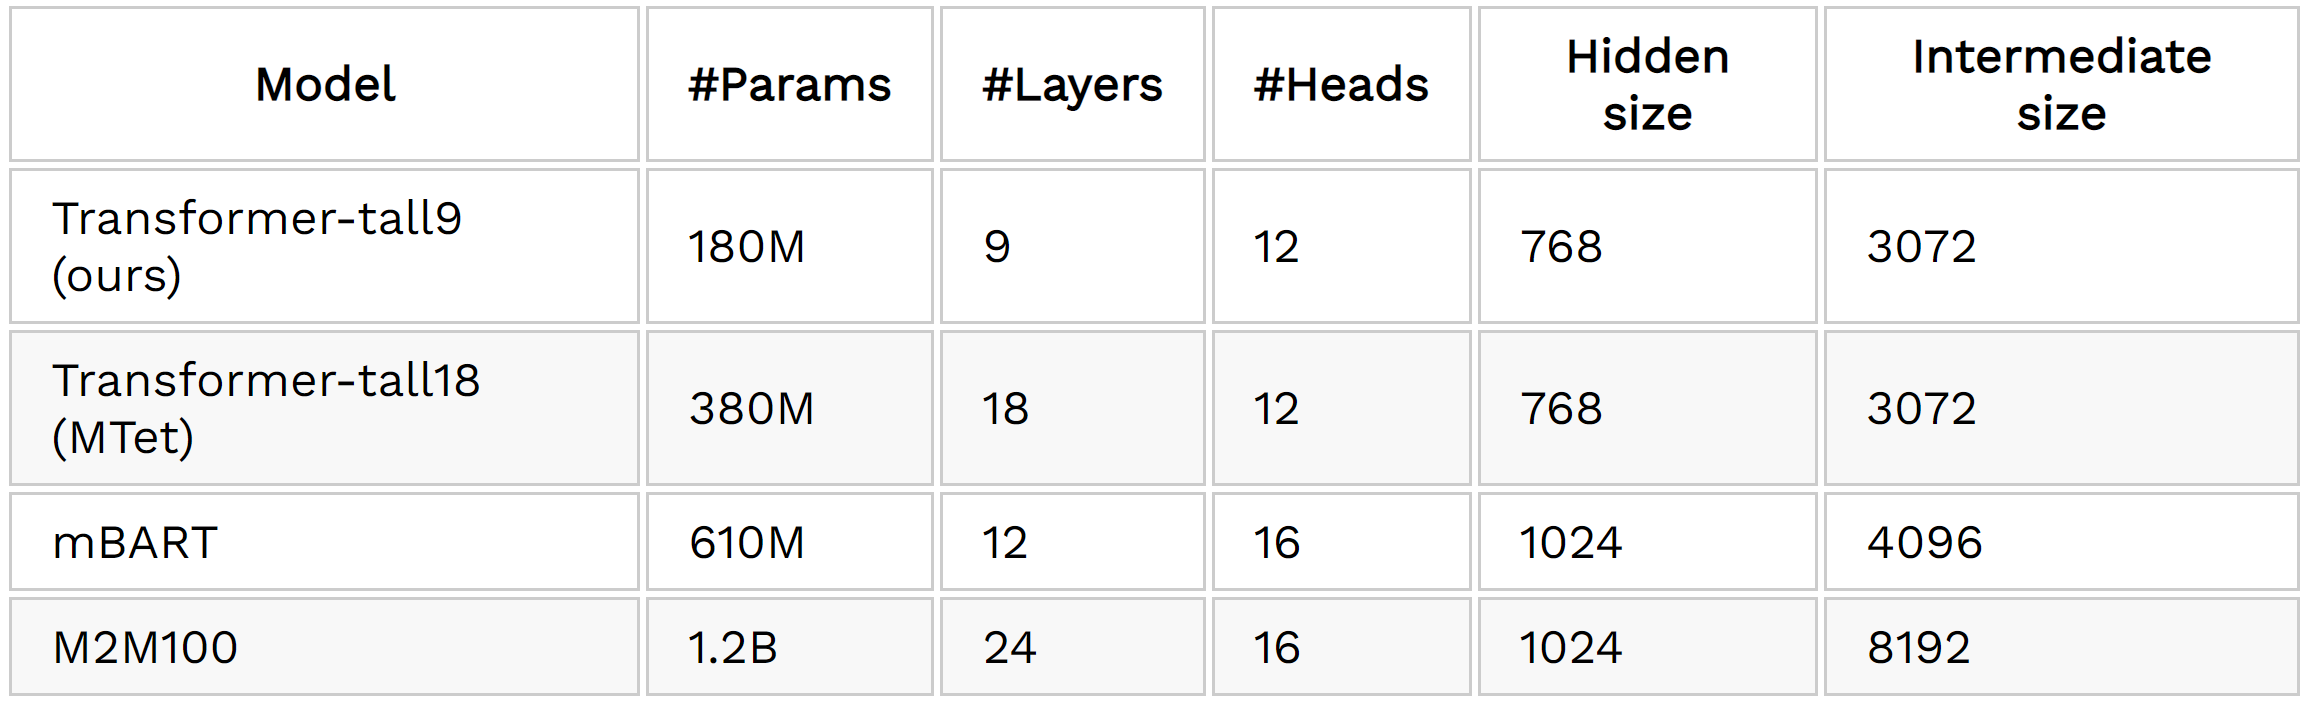 Model #Params #Layers #Heads Hidden size Intermediate size
Transformer-tall9 (ours) 180M 9 12 768 3072
Transformer-tall18 (MTet) 380M 18 12 768 3072
mBART 610M 12 16 1024 4096
M2M100 1.2B 24 16 1024 8192